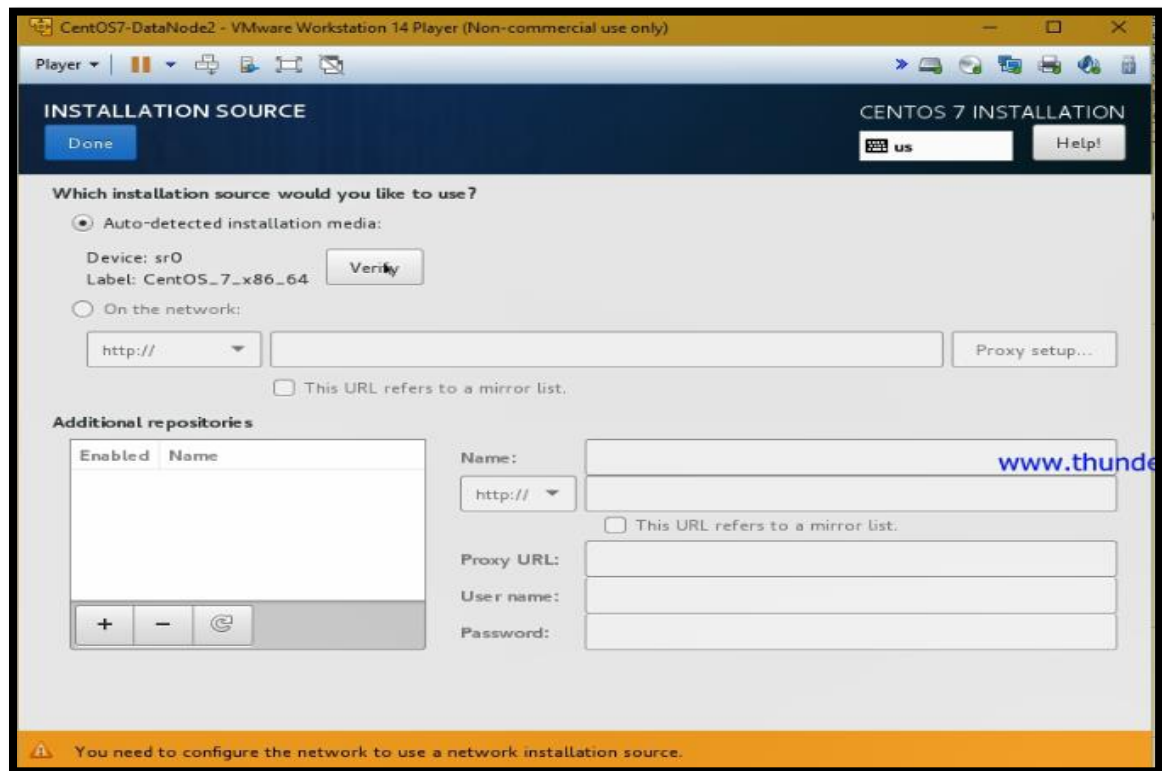 CentOS7-DataNode2 - VMware Workstation 14 Player (Non-commercial use only)
Player
INSTALLATION SOURCE
CENTOS 7 INSTALLATION
Done
us
Help!
Which installation source would you like to use?
Auto-detected installation media:
Device: sr0
Label: CentOS_7_x86_64
Verify
On the network:
http://
Proxy setup...
This URL refers to a mirror list.
Additional repositories
Enabled Name
Name:
www.thunde
http://
This URL refers to a mirror list.
Proxy URL:
User name:
Password:
You need to configure the network to use a network installation source.